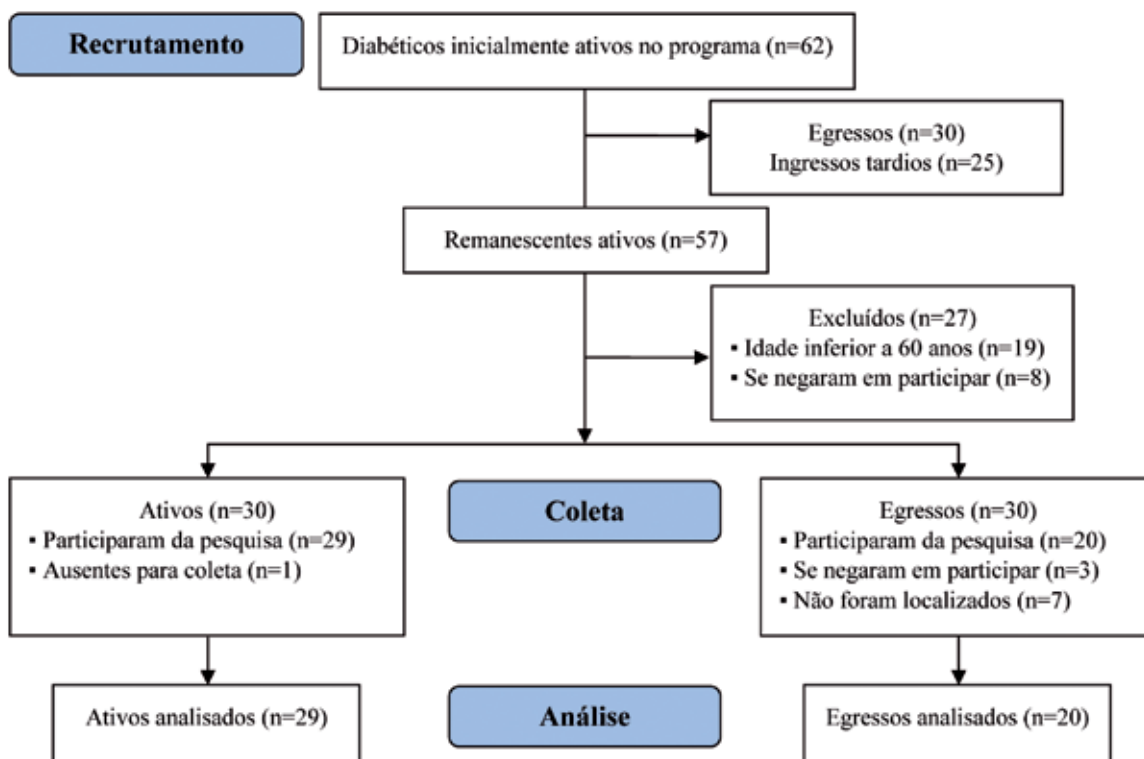 Recrutamento
Diabéticos inicialmente ativos no programa (n=62)
Egressos (n=30)
Ingressos tardios (n=25)
Remanescentes ativos (n=57)
Excluídos (n=27)
▪ Idade inferior a 60 anos (n=19)
▪ Se negaram em participar (n=8)
Ativos (n=30)
▪ Participaram da pesquisa (n=29)
▪ Ausentes para coleta (n=1)
Coleta
Egressos (n=30)
▪ Participaram da pesquisa (n=20)
▪ Se negaram em participar (n=3)
▪ Não foram localizados (n=7)
Ativos analisados (n=29)
Análise
Egressos analisados (n=20)